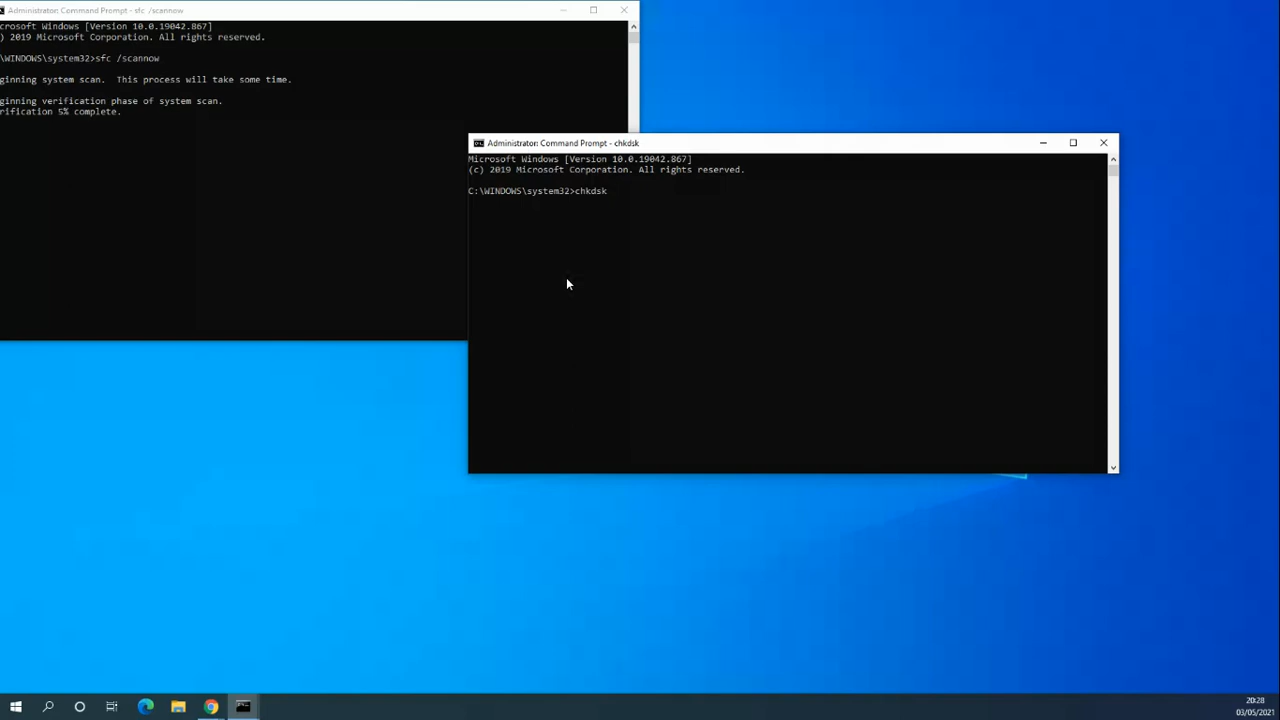 Administrator: Command Prompt - sfc /scannow
crosoft Windows [Version 10.0.19042.867]
) 2019 Microsoft Corporation. All rights reserved.
\WINDOWS\system32>sfc /scannow
ginning system scan.  This process will take some time.
ginning verification phase of system scan.
rification 5% complete.
Administrator: Command Prompt - chkdsk
Microsoft Windows [Version 10.0.19042.867]
(c) 2019 Microsoft Corporation. All rights reserved.
C:\WINDOWS\system32>chkdsk
20:28
03/05/2021